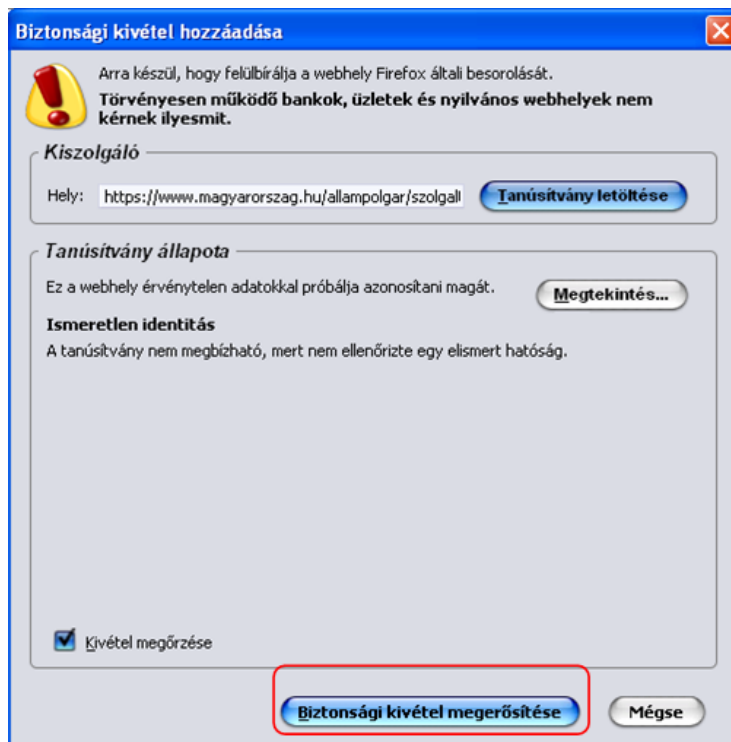 Biztonsági kivétel hozzáadása
Arra készül, hogy felülbírálja a webhely Firefox általi besorolását.
Törvényesen működő bankok, üzletek és nyilvános webhelyek nem
kérnek ilyesmit.
Kiszolgáló
Hely: https://www.magyarorszag.hu/allampolgar/szolgalt Tanúsítvány letöltése
Tanúsítvány állapota
Ez a webhely érvénytelen adatokkal próbálja azonosítani magát. Megtekintés...
Ismeretlen identitás
A tanúsítvány nem megbízható, mert nem ellenőrizte egy elismert hatóság.
Kivétel megőrzése
Biztonsági kivétel megerősítése Mégse